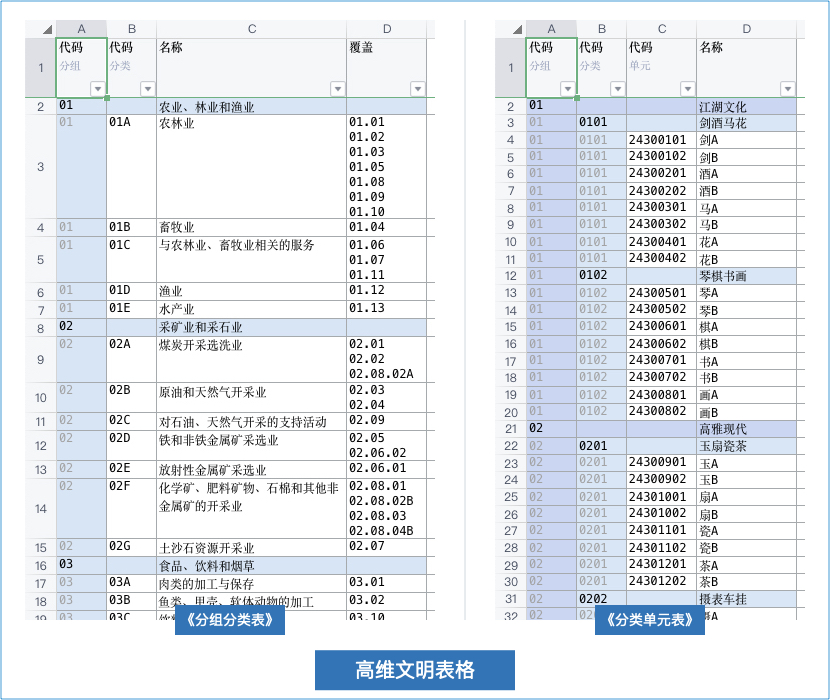 A B C D
代码 代码 名称 覆盖
分组 分类
1
2 01 农业、林业和渔业
3 01 01A 农林业 01.01
01.02
01.03
01.05
01.08
01.09
01.10
4 01 01B 畜牧业 01.04
5 01 01C 与农林业、畜牧业相关的服务 01.06
01.07
01.11
6 01 01D 渔业 01.12
7 01 01E 水产业 01.13
8 02 采矿业和采石业
9 02 02A 煤炭开采选洗业 02.01
02.02
02.08.02A
10 02 02B 原油和天然气开采业 02.03
02.04
11 02 02C 对石油、天然气开采的支持活动 02.09
12 02 02D 铁和非铁金属矿采选业 02.05
02.06.02
13 02 02E 放射性金属矿采选业 02.06.01
14 02 02F 化学矿、肥料矿物、石棉和其他非 02.08.01
金属矿的开采业 02.08.02B
02.08.03
02.08.04B
15 02 02G 土沙石资源开采业 02.07
16 03 食品、饮料和烟草
17 03 03A 肉类的加工与保存 03.01
18 03 03B 鱼类、甲壳、软体动物的加工 03.02
19 03 03C 03.10
《分组分类表》
A B C D
代码 代码 代码 名称
分组 分类 单元
1
2 01 江湖文化
3 01 0101 剑酒马花
4 01 0101 24300101 剑A
5 01 0101 24300102 剑B
6 01 0101 24300201 酒A
7 01 0101 24300202 酒B
8 01 0101 24300301 马A
9 01 0101 24300302 马B
10 01 0101 24300401 花A
11 01 0101 24300402 花B
12 01 0102 琴棋书画
13 01 0102 24300501 琴A
14 01 0102 24300502 琴B
15 01 0102 24300601 棋A
16 01 0102 24300602 棋B
17 01 0102 24300701 书A
18 01 0102 24300702 书B
19 01 0102 24300801 画A
20 01 0102 24300802 画B
21 02 高雅现代
22 02 0201 玉扇瓷茶
23 02 0201 24300901 玉A
24 02 0201 24300902 玉B
25 02 0201 24301001 扇A
26 02 0201 24301002 扇B
27 02 0201 24301101 瓷A
28 02 0201 24301102 瓷B
29 02 0201 24301201 茶A
30 02 0201 24301202 茶B
31 02 0202 摄表车挂
32 02
《分类单元表》
高维文明表格